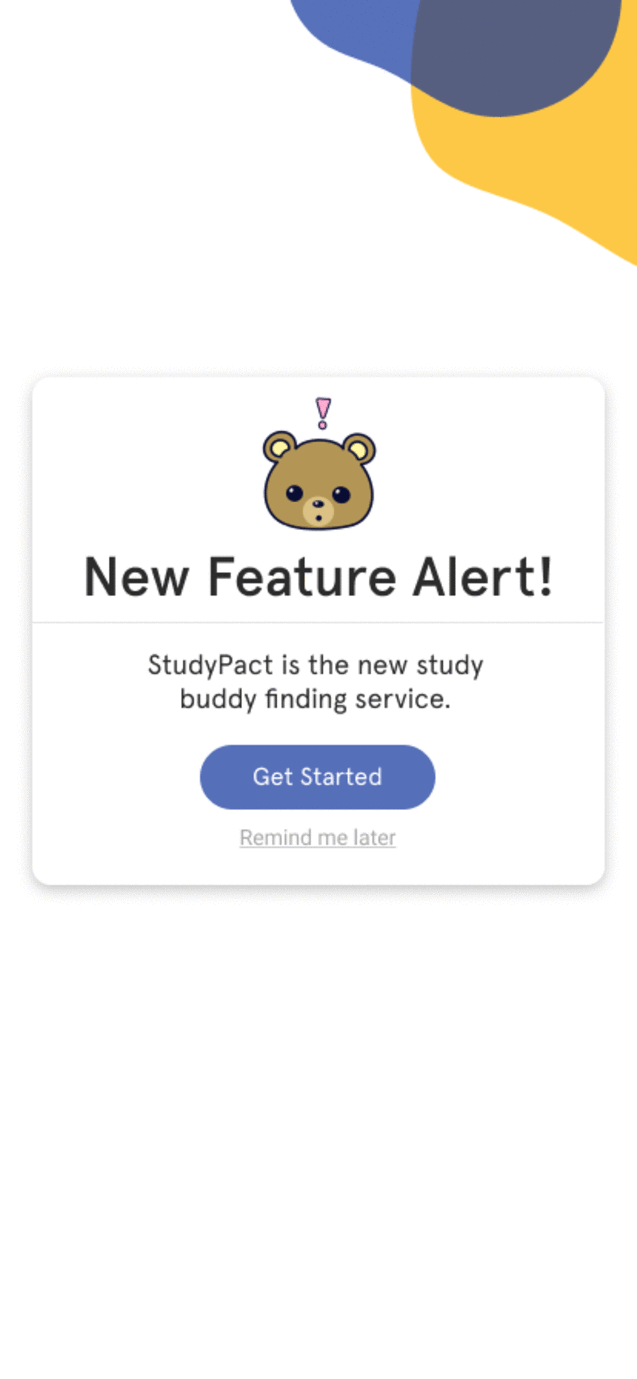 New Feature Alert!
StudyPact is the new study
buddy finding service.
Get Started
Remind me later